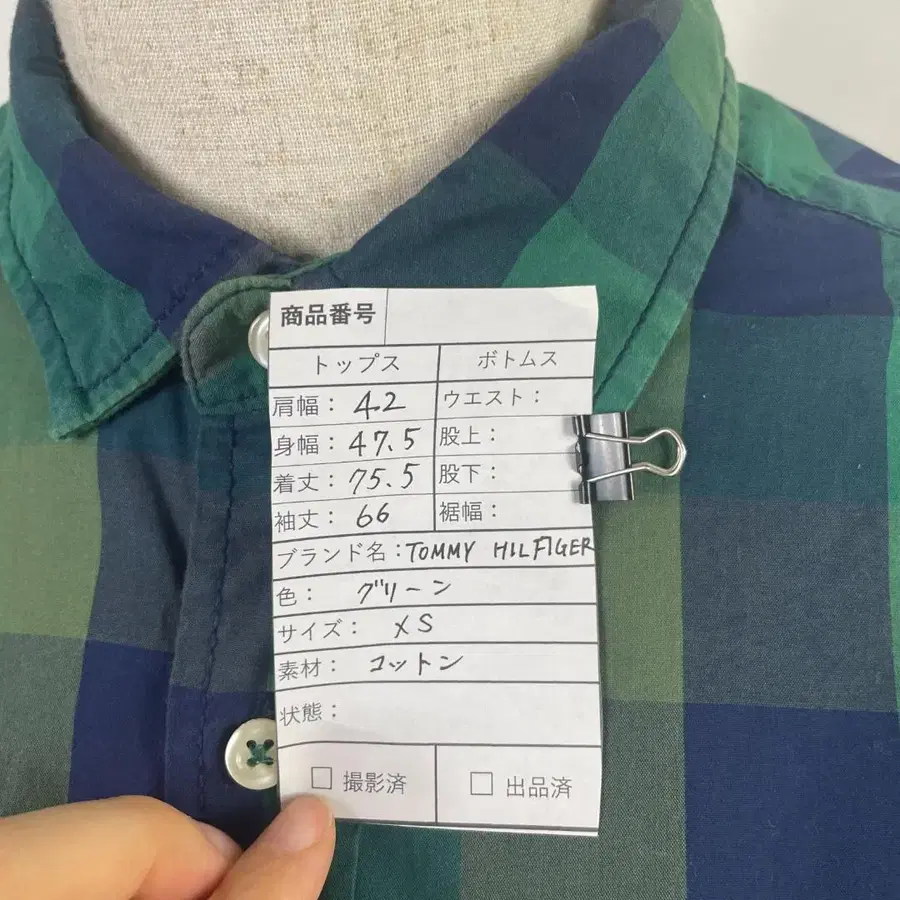 商品番号
トップス ボトムス
肩幅: 42 ウエスト:
身幅: 47.5 股上:
着丈: 75.5 股下:
袖丈: 66 裾幅:
ブランド名:TOMMY HILFIGER
色: グリーン
サイズ: XS
素材: コットン
状態:
□ 撮影済 □ 出品済